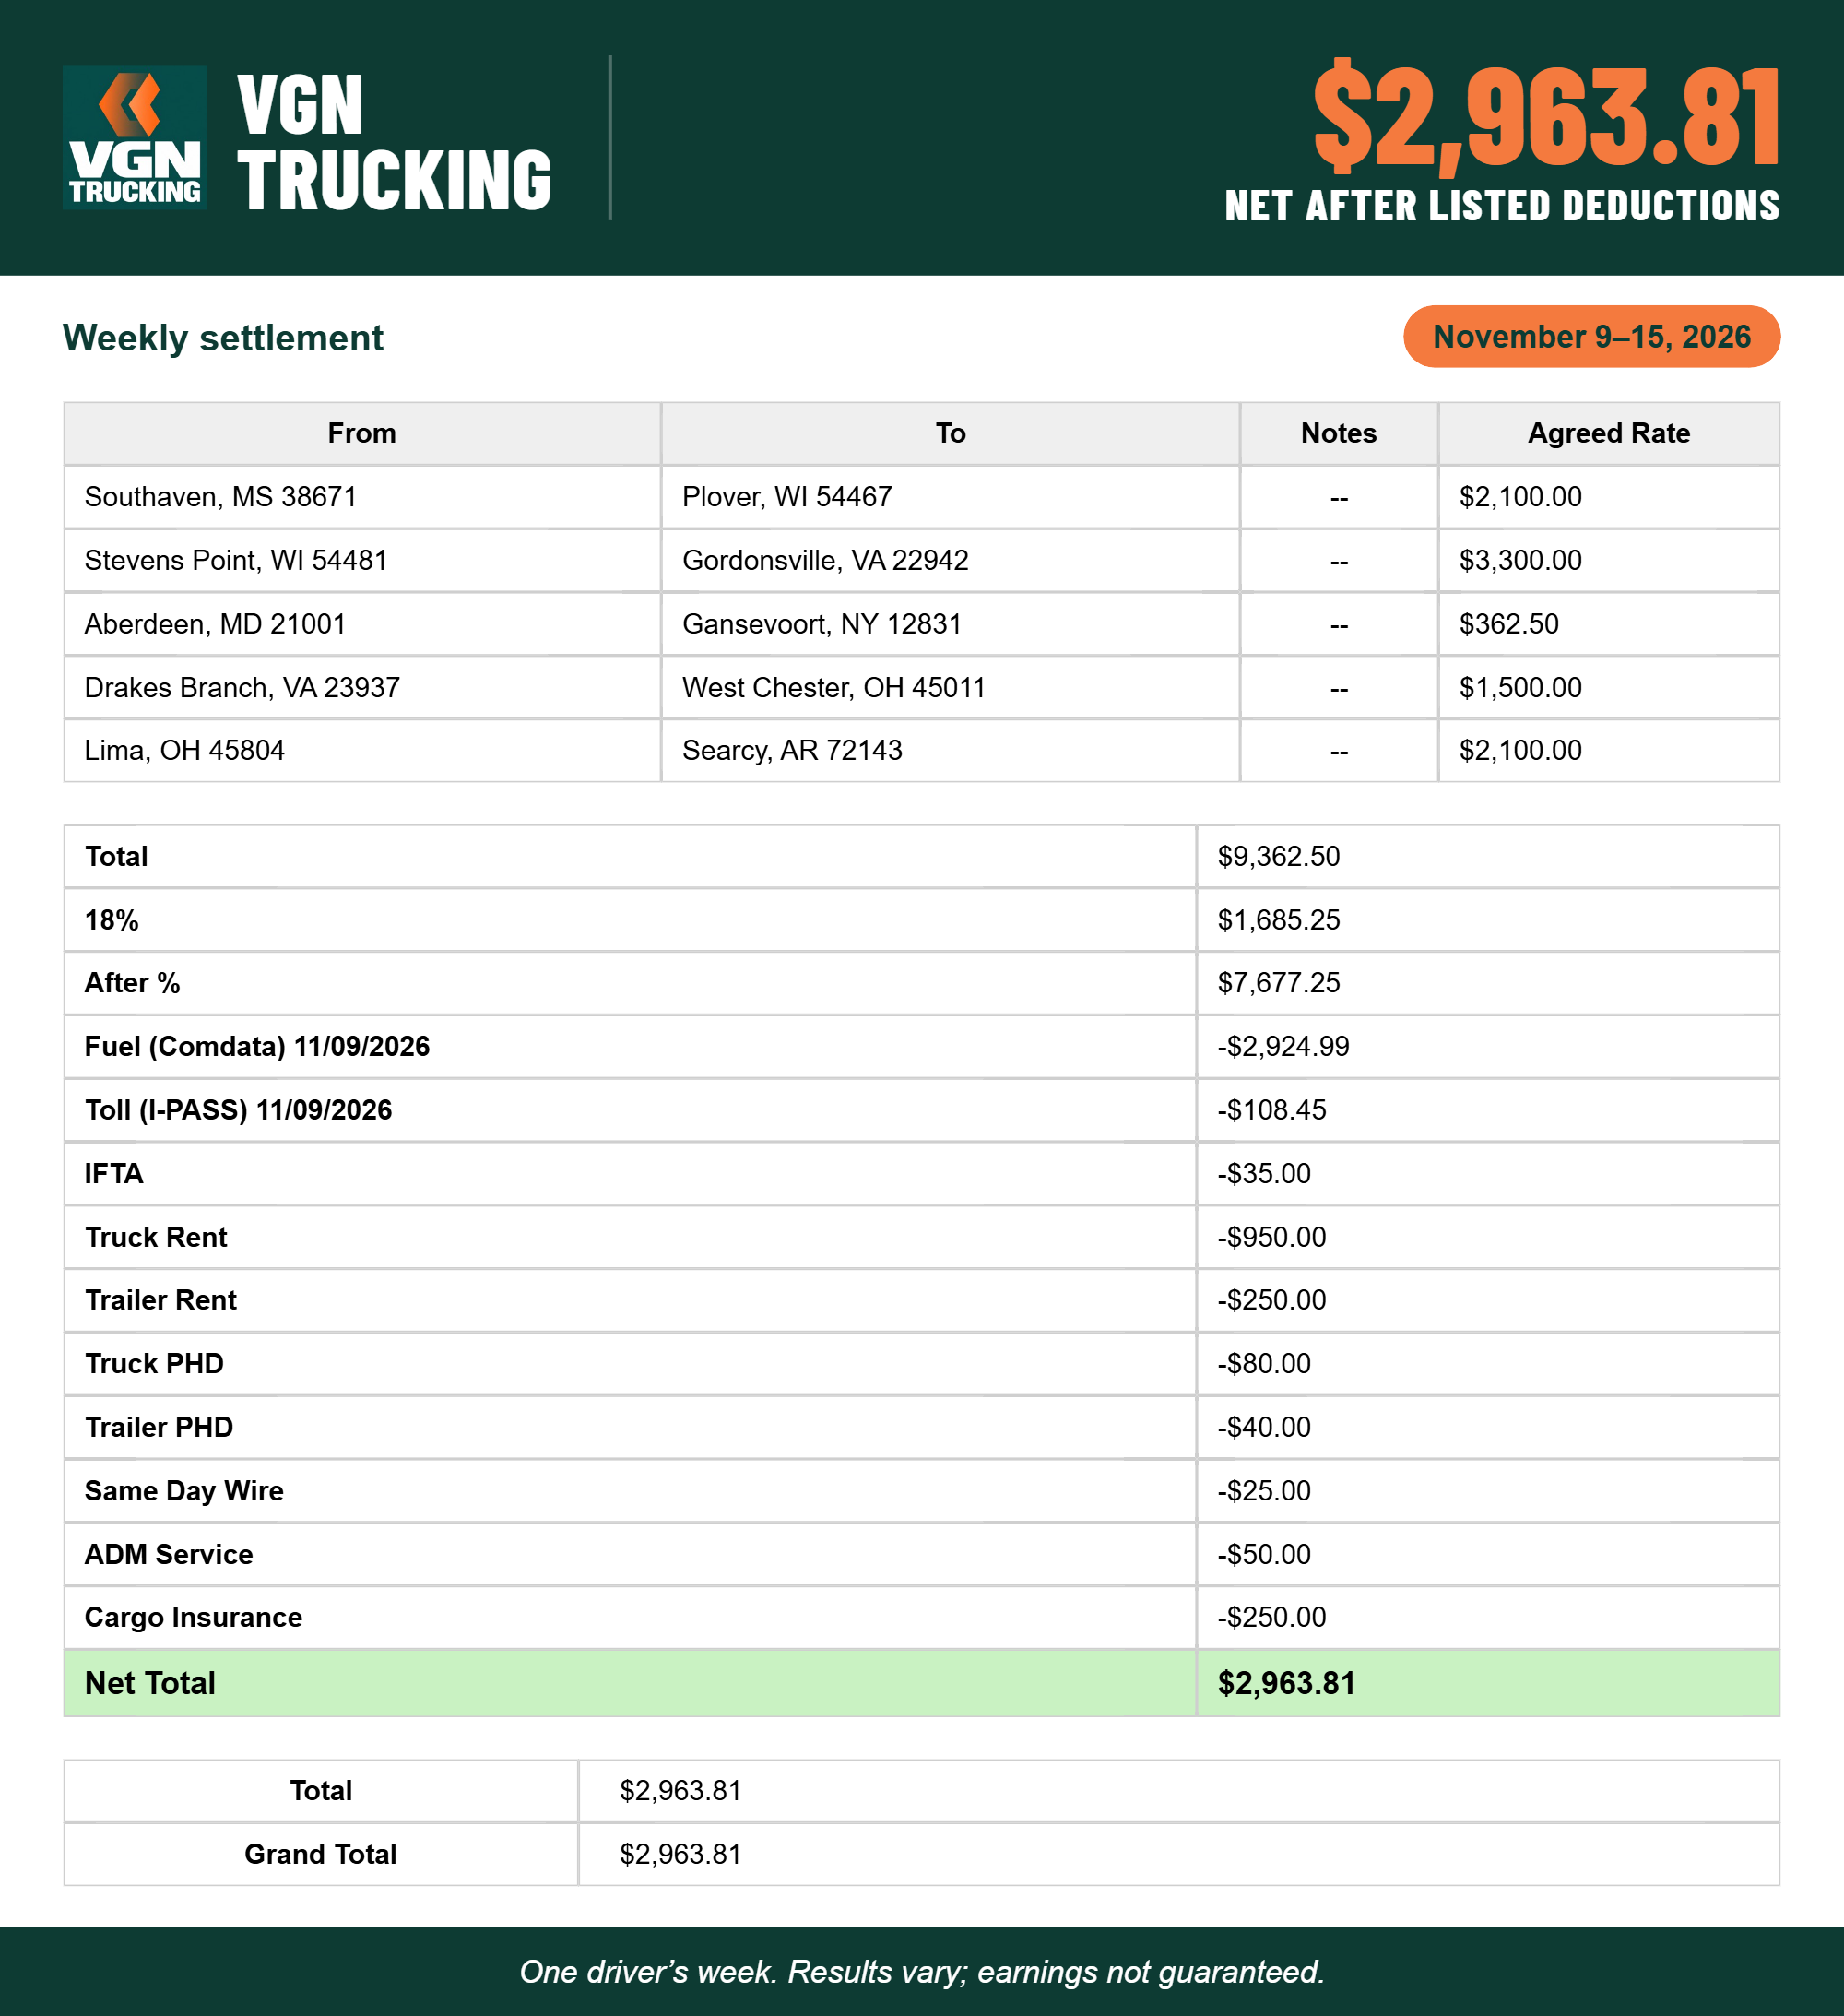 VGN
TRUCKING
VGN
TRUCKING
$2,963.81
NET AFTER LISTED DEDUCTIONS
Weekly settlement
November 9–15, 2026
From To Notes Agreed Rate
Southaven, MS 38671 Plover, WI 54467 -- $2,100.00
Stevens Point, WI 54481 Gordonsville, VA 22942 -- $3,300.00
Aberdeen, MD 21001 Gansevoort, NY 12831 -- $362.50
Drakes Branch, VA 23937 West Chester, OH 45011 -- $1,500.00
Lima, OH 45804 Searcy, AR 72143 -- $2,100.00
Total $9,362.50
18% $1,685.25
After % $7,677.25
Fuel (Comdata) 11/09/2026 -$2,924.99
Toll (I-PASS) 11/09/2026 -$108.45
IFTA -$35.00
Truck Rent -$950.00
Trailer Rent -$250.00
Truck PHD -$80.00
Trailer PHD -$40.00
Same Day Wire -$25.00
ADM Service -$50.00
Cargo Insurance -$250.00
Net Total $2,963.81
Total $2,963.81
Grand Total $2,963.81
One driver’s week. Results vary; earnings not guaranteed.